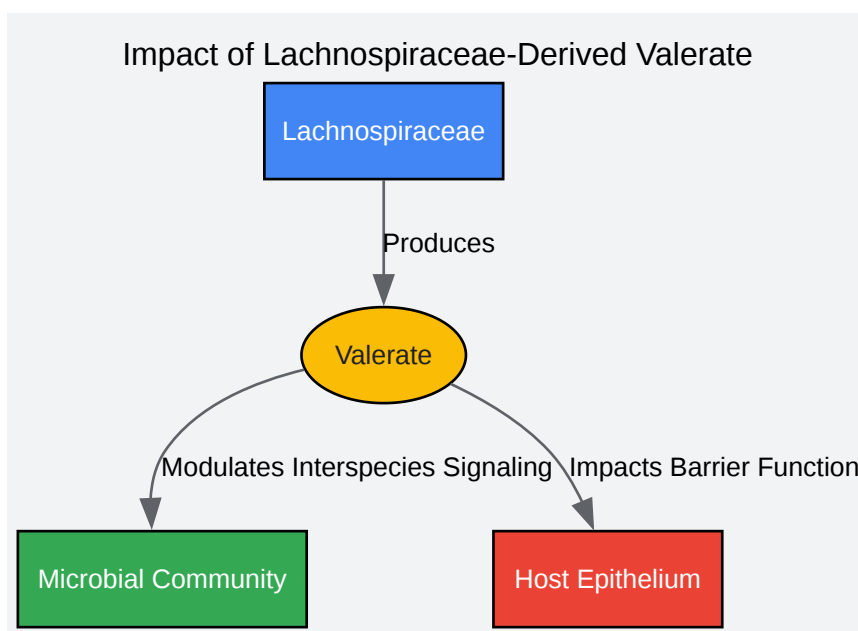 Impact of Lachnospiraceae-Derived Valerate
Lachnospiraceae
Produces
Valerate
Modulates Interspecies Signaling
Impacts Barrier Function
Microbial Community
Host Epithelium